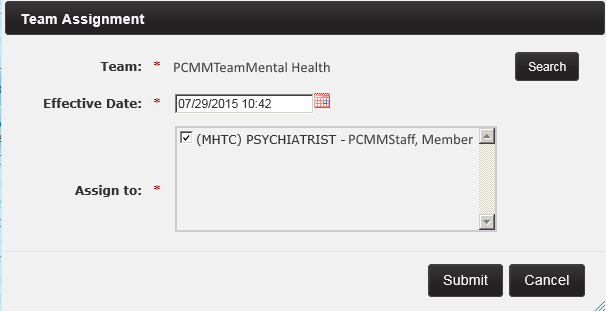 Team Assignment
Team: * PCMMTeamMental Health Search
Effective Date: * 07/29/2015 10:42
(MHTC) PSYCHIATRIST - PCMMStaff, Member
Assign to: *
Submit Cancel